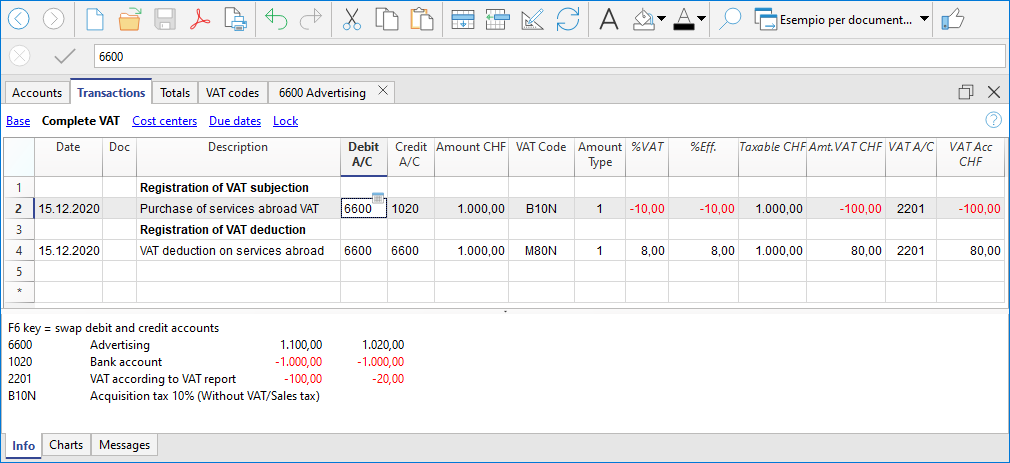 Esempio per document...
6600
Accounts Transactions Totals VAT codes 6600 Advertising
Base Complete VAT Cost centers Due dates Lock
Date Doc Description Debit A/C Credit A/C Amount CHF VAT Code Amount Type %VAT %Eff. Taxable CHF Amt.VAT CHF VAT A/C VAT Acc CHF
1 Registration of VAT subjection
2 15.12.2020 Purchase of services abroad VAT 6600 1020 1.000,00 B10N 1 -10,00 -10,00 1.000,00 -100,00 2201 -100,00
3 Registration of VAT deduction
4 15.12.2020 VAT deduction on services abroad 6600 6600 1.000,00 M80N 1 8,00 8,00 1.000,00 80,00 2201 80,00
5
*
F6 key = swap debit and credit accounts
6600 Advertising 1.100,00 1.020,00
1020 Bank account -1.000,00 -1.000,00
2201 VAT according to VAT report -100,00 -20,00
B10N Acquisition tax 10% (Without VAT/Sales tax)
Info Charts Messages